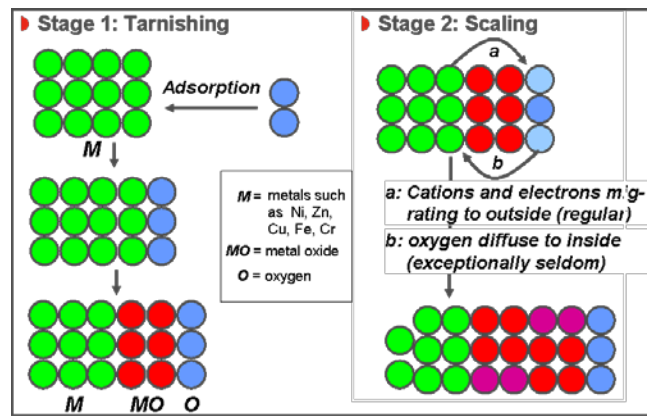 Stage 1: Tarnishing
Adsorption
M
M = metals such
as Ni, Zn,
Cu, Fe, Cr
MO = metal oxide
O = oxygen
M MO O
Stage 2: Scaling
a
b
a: Cations and electrons mig-
rating to outside (regular)
b: oxygen diffuse to inside
(exceptionally seldom)